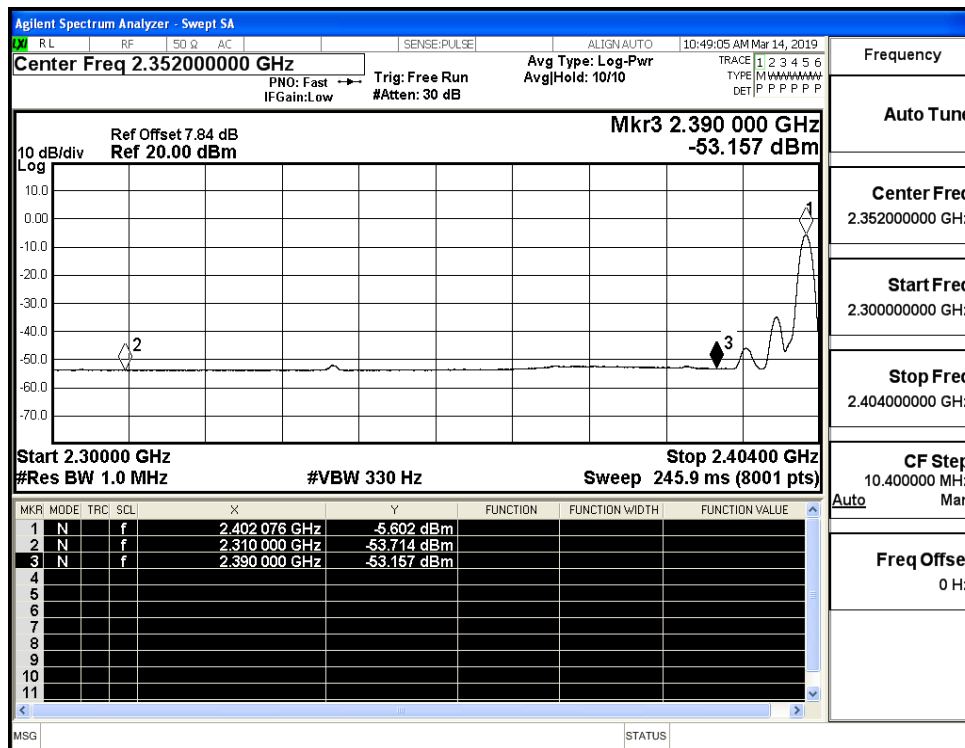 Agilent Spectrum Analyzer - Swept SA
LXI RL RF 50 Ω AC SENSE:PULSE ALIGN AUTO 10:49:05 AM Mar 14, 2019
Center Freq 2.352000000 GHz
PNO: Fast
IFGain:Low
Trig: Free Run
#Atten: 30 dB
Avg Type: Log-Pwr
Avg|Hold: 10/10
TRACE 1 2 3 4 5 6
TYPE M W W W W W
DET P P P P P P
Ref Offset 7.84 dB
10 dB/div Ref 20.00 dBm
Log
Mkr3 2.390 000 GHz
-53.157 dBm
10.0
0.00
-10.0
-20.0
-30.0
-40.0
-50.0
-60.0
-70.0
1
2
3
Start 2.30000 GHz Stop 2.40400 GHz
#Res BW 1.0 MHz #VBW 330 Hz Sweep 245.9 ms (8001 pts)
MKR MODE TRC SCL X Y FUNCTION FUNCTION WIDTH FUNCTION VALUE
1 N f 2.402 076 GHz -5.602 dBm
2 N f 2.310 000 GHz -53.714 dBm
3 N f 2.390 000 GHz -53.157 dBm
4
5
6
7
8
9
10
11
MSG STATUS
Frequency
Auto Tune
Center Freq
2.352000000 GHz
Start Freq
2.300000000 GHz
Stop Freq
2.404000000 GHz
CF Step
10.400000 MHz
Auto Man
Freq Offset
0 Hz